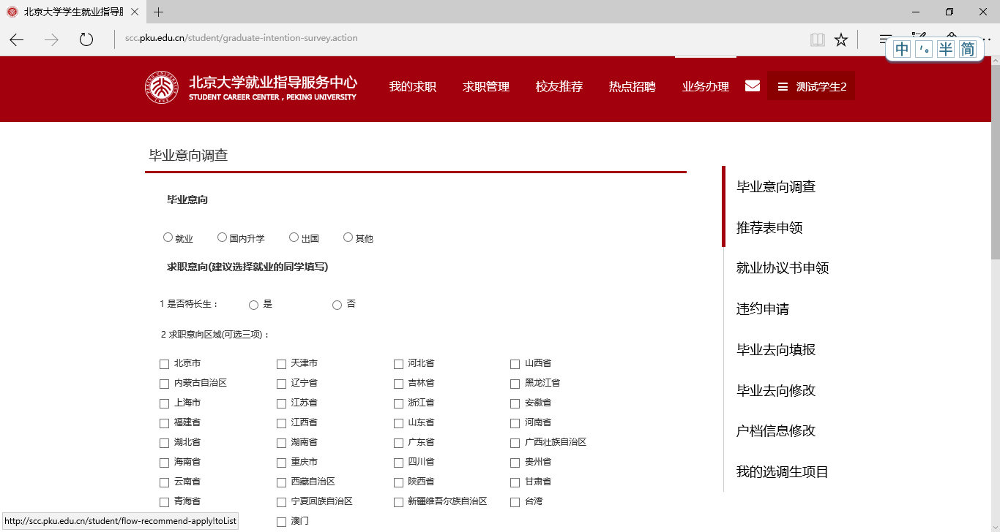 北京大学学生就业指导服
scc.pku.edu.cn/student/graduate-intention-survey.action
中 ’。 半 简
北京大学就业指导服务中心
STUDENT CAREER CENTER , PEKING UNIVERSITY
我的求职 求职管理 校友推荐 热点招聘 业务办理 测试学生2
毕业意向调查
毕业意向
就业 国内升学 出国 其他
求职意向(建议选择就业的同学填写)
1 是否特长生： 是 否
2 求职意向区域(可选三项)：
北京市 天津市 河北省 山西省
内蒙古自治区 辽宁省 吉林省 黑龙江省
上海市 江苏省 浙江省 安徽省
福建省 江西省 山东省 河南省
湖北省 湖南省 广东省 广西壮族自治区
海南省 重庆市 四川省 贵州省
云南省 西藏自治区 陕西省 甘肃省
青海省 宁夏回族自治区 新疆维吾尔族自治区 台湾
澳门
毕业意向调查
推荐表申领
就业协议书申领
违约申请
毕业去向填报
毕业去向修改
户档信息修改
我的选调生项目
http://scc.pku.edu.cn/student/flow-recommend-apply!toList